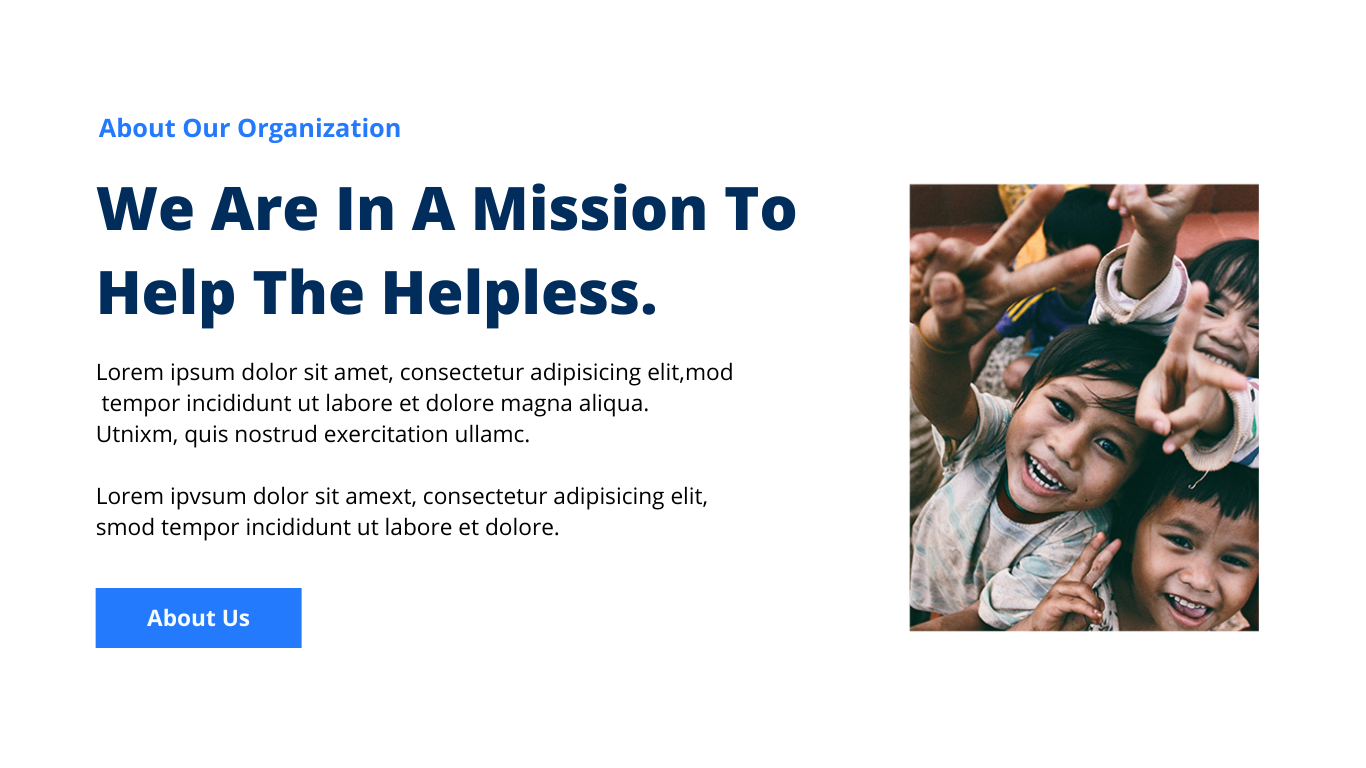 About Our Organization
We Are In A Mission To
Help The Helpless.
Lorem ipsum dolor sit amet, consectetur adipisicing elit,mod
tempor incididunt ut labore et dolore magna aliqua.
Utnixm, quis nostrud exercitation ullamc.
Lorem ipvsum dolor sit amext, consectetur adipisicing elit,
smod tempor incididunt ut labore et dolore.
About Us